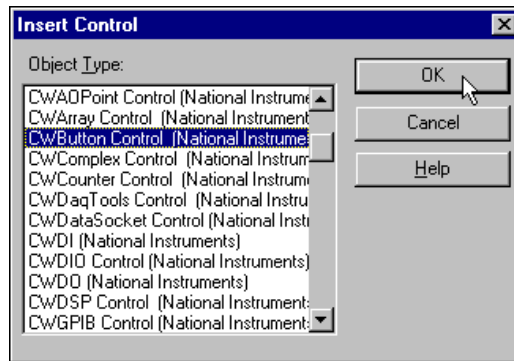 Insert Control
Object Type:
CWAOPoint Control (National Instrume
CWArray Control (National Instrument
CWButton Control (National Instrume
CWComplex Control (National Instrum
CWCounter Control (National Instrum
CWDaqTools Control (National Instru
CWDataSocket Control (National Instr
CWDI (National Instruments)
CWDIO Control (National Instruments)
CWDO (National Instruments)
CWDSP Control (National Instrument:
CWGPIB Control (National Instrument:
OK
Cancel
Help